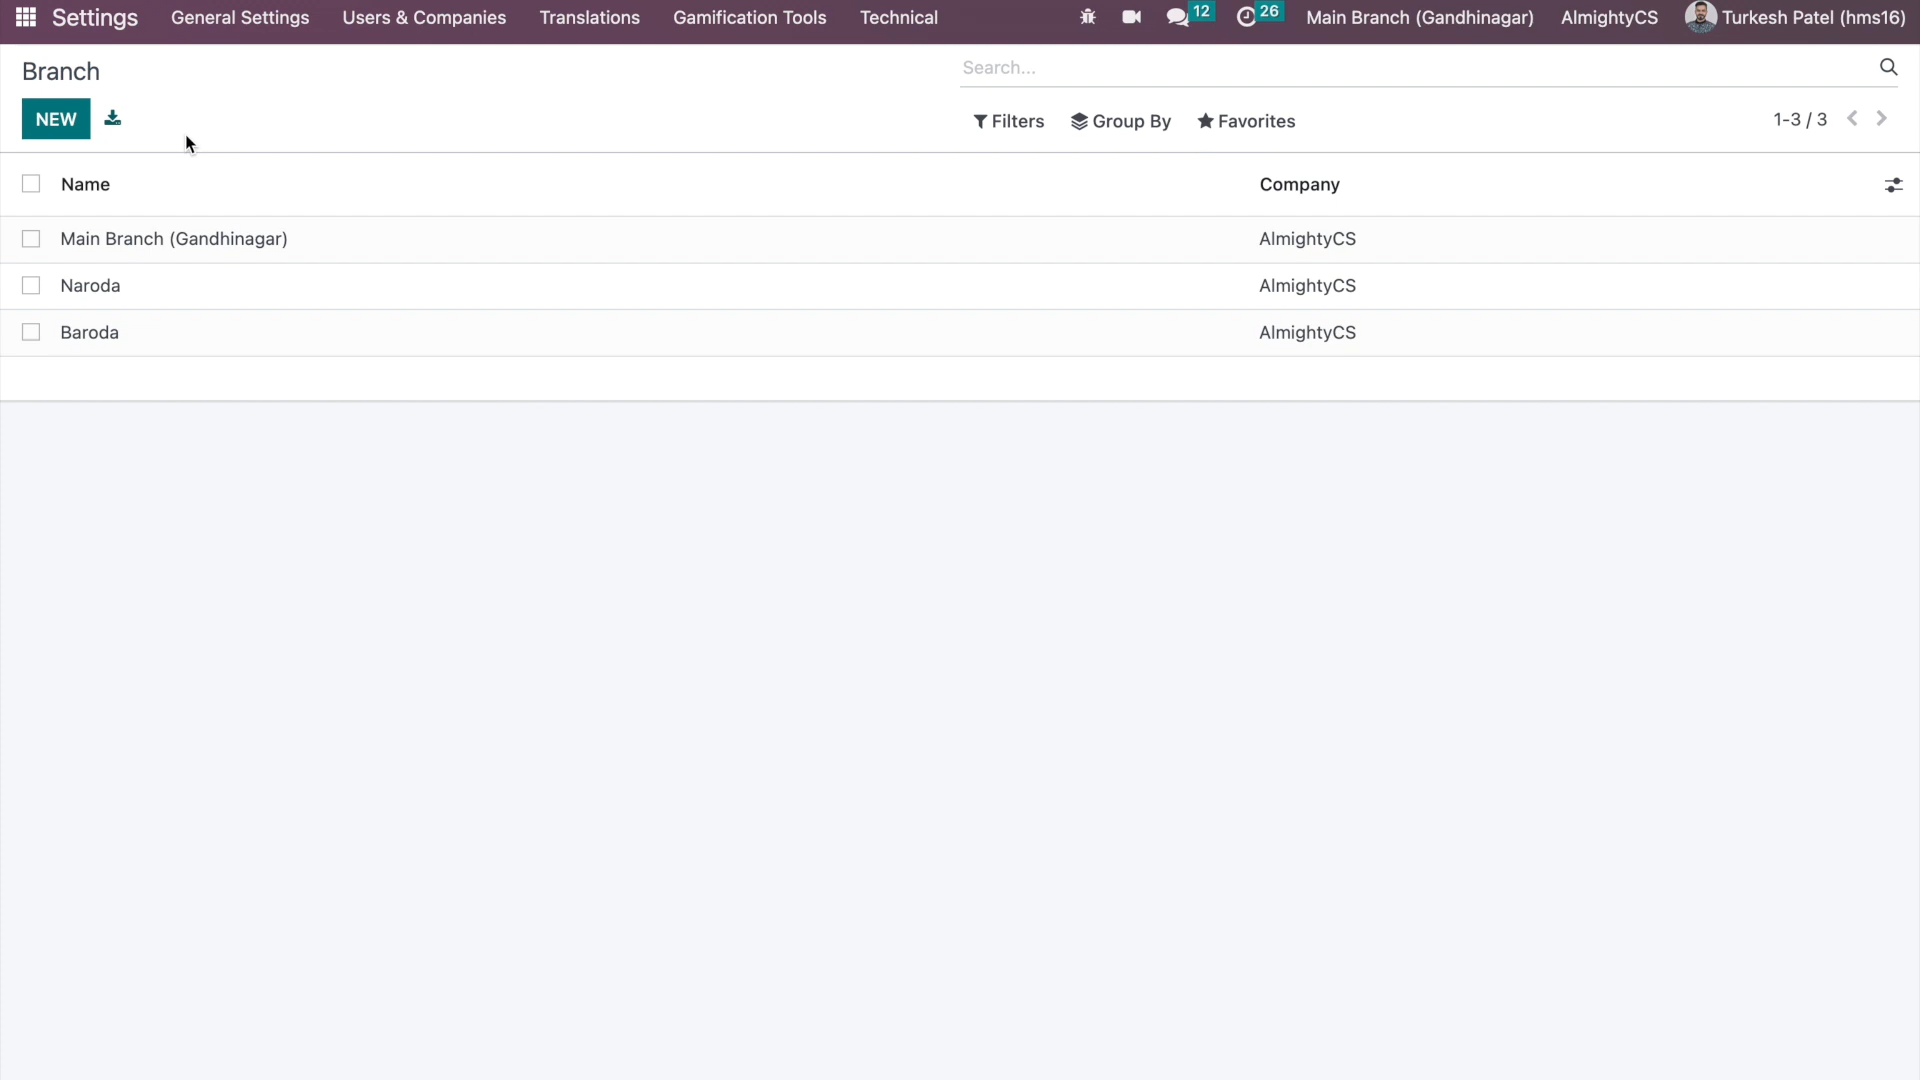 Settings General Settings Users & Companies Translations Gamification Tools Technical 12 26 Main Branch (Gandhinagar) AlmightyCS Turkesh Patel (hms16)
Branch Search...
NEW Filters Group By Favorites 1-3 / 3
Name Company
Main Branch (Gandhinagar) AlmightyCS
Naroda AlmightyCS
Baroda AlmightyCS